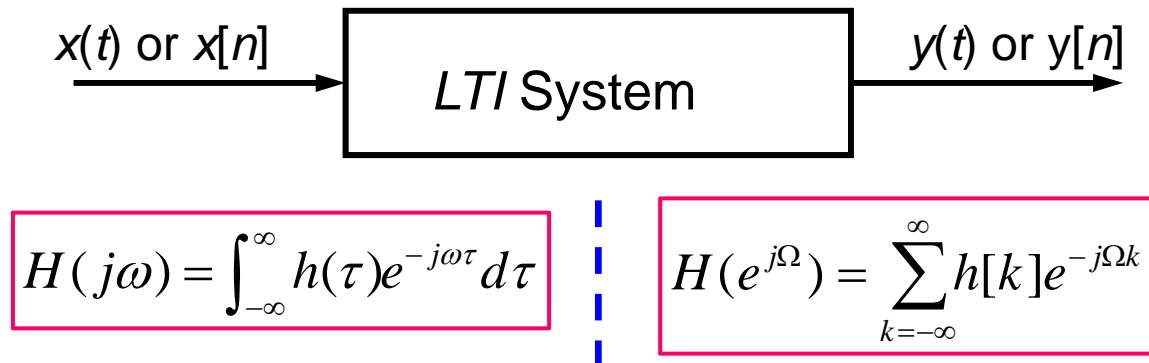 x(t) or x[n]
LTI System
y(t) or y[n]
H(jω) = ∫_{-∞}^{∞} h(τ)e^{-jωτ} dτ
H(e^{jΩ}) = ∑_{k=-∞}^{∞} h[k]e^{-jΩk}